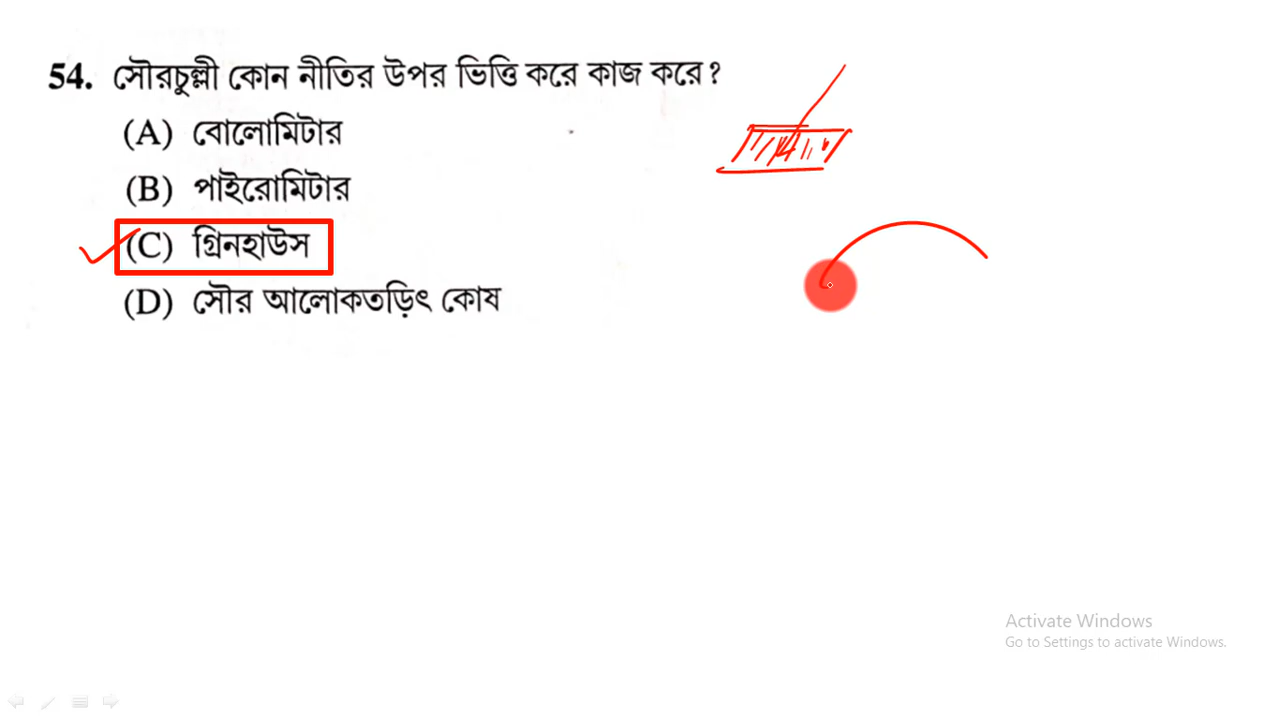 54. সৌরচুল্লী কোন নীতির উপর ভিত্তি করে কাজ করে?
(A) বোলোমিটার
(B) পাইরোমিটার
(C) গ্রিনহাউস
(D) সৌর আলোকতড়িৎ কোষ
Activate Windows
Go to Settings to activate Windows.